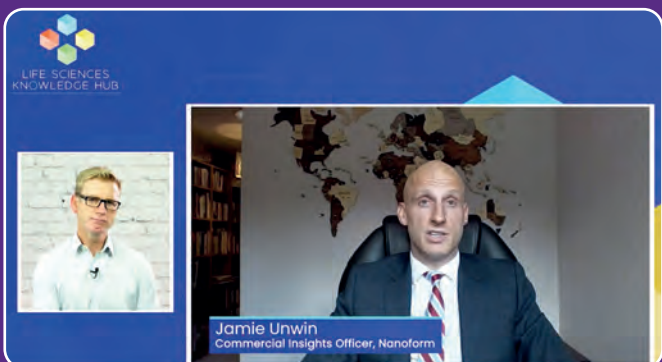 LIFE SCIENCES
KNOWLEDGE HUB
Jamie Unwin
Commercial Insights Officer, Nanoform